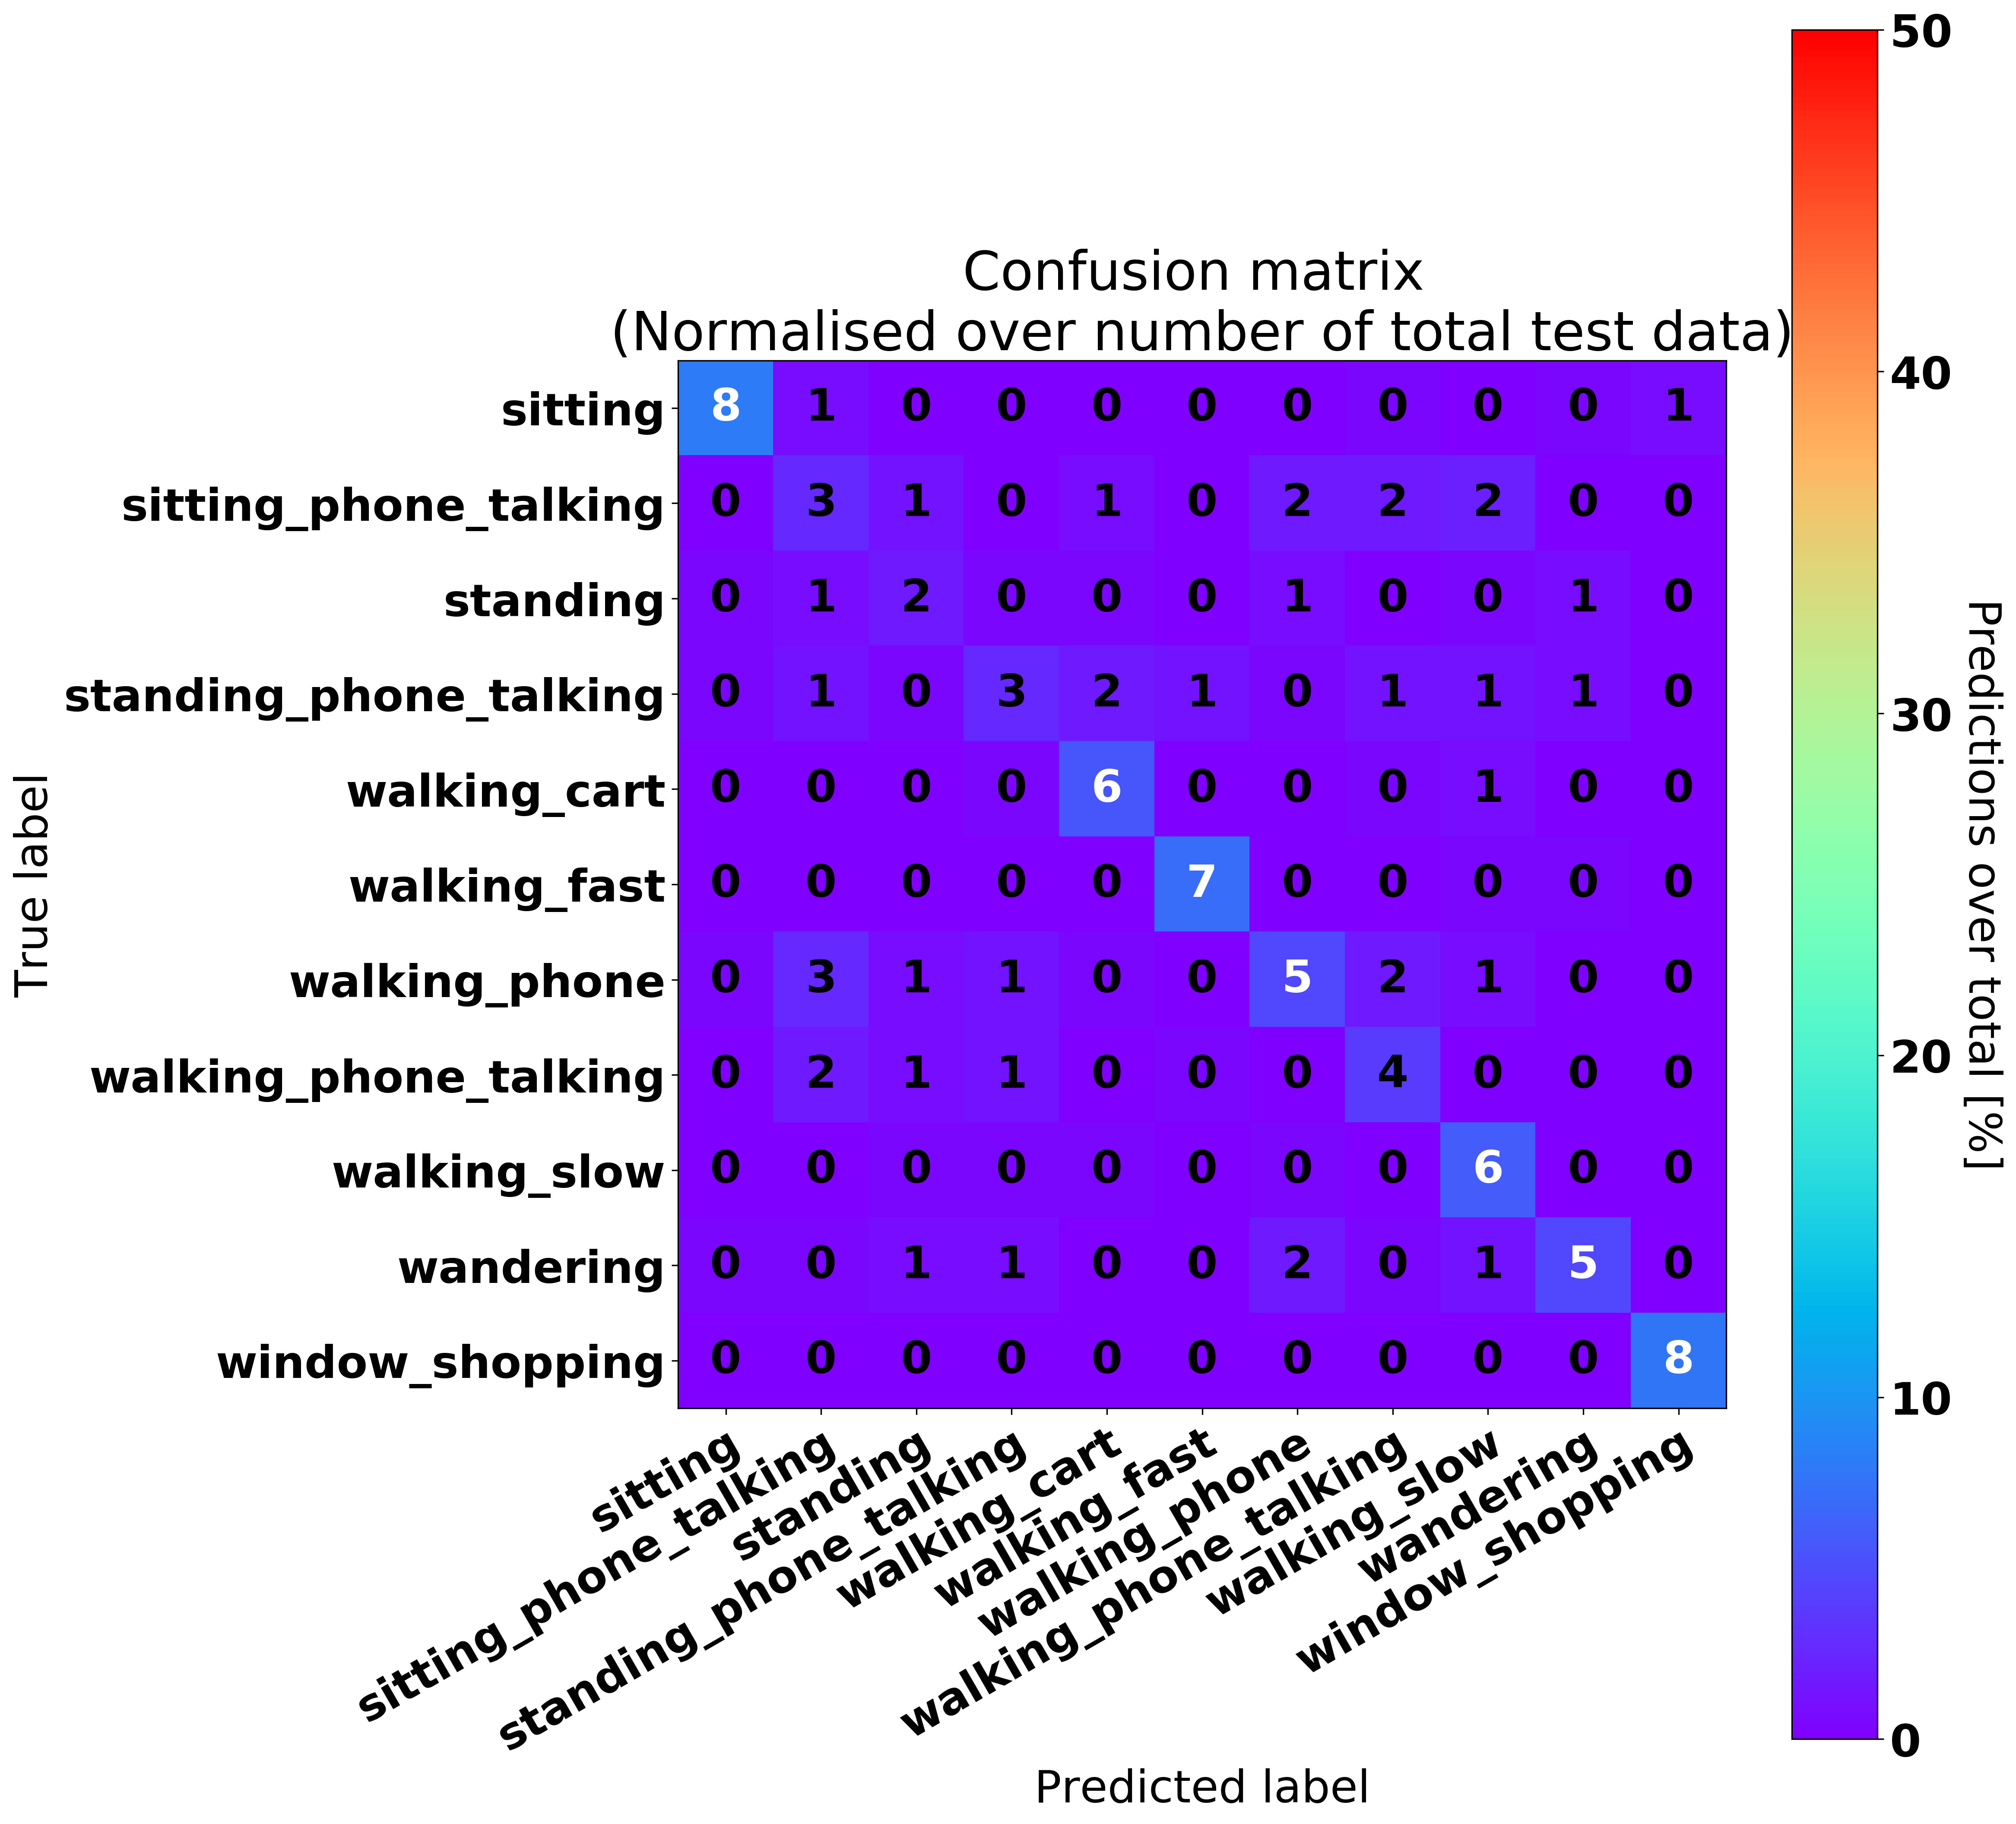 Confusion matrix
(Normalised over number of total test data)
sitting 8 1 0 0 0 0 0 0 0 0 1
sitting_phone_talking 0 3 1 0 1 0 2 2 2 0 0
standing 0 1 2 0 0 0 1 0 0 1 0
standing_phone_talking 0 1 0 3 2 1 0 1 1 1 0
walking_cart 0 0 0 0 6 0 0 0 1 0 0
walking_fast 0 0 0 0 0 7 0 0 0 0 0
walking_phone 0 3 1 1 0 0 5 2 1 0 0
walking_phone_talking 0 2 1 1 0 0 0 4 0 0 0
walking_slow 0 0 0 0 0 0 0 0 6 0 0
wandering 0 0 1 1 0 0 2 0 1 5 0
window_shopping 0 0 0 0 0 0 0 0 0 0 8
True label
sitting
sitting_phone_talking
standing
standing_phone_talking
walking_cart
walking_fast
walking_phone
walking_phone_talking
walking_slow
wandering
window_shopping
Predicted label
50
40
30
20
10
0
Predictions over total [%]